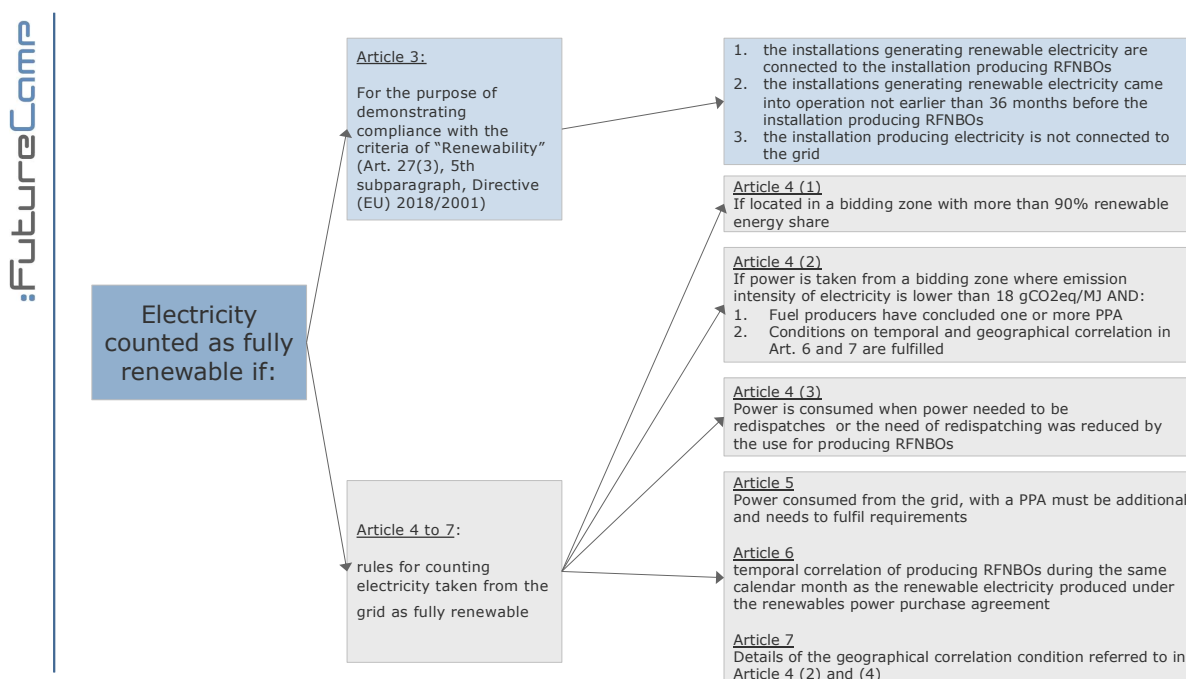 :FutureCamp
Electricity
counted as fully
renewable if:
Article 3:
For the purpose of
demonstrating
compliance with the
criteria of “Renewability”
(Art. 27(3), 5th
subparagraph, Directive
(EU) 2018/2001)
1. the installations generating renewable electricity are
connected to the installation producing RFNBOs
2. the installations generating renewable electricity came
into operation not earlier than 36 months before the
installation producing RFNBOs
3. the installation producing electricity is not connected to
the grid
Article 4 to 7:
rules for counting
electricity taken from the
grid as fully renewable
Article 4 (1)
If located in a bidding zone with more than 90% renewable
energy share
Article 4 (2)
If power is taken from a bidding zone where emission
intensity of electricity is lower than 18 gCO2eq/MJ AND:
1. Fuel producers have concluded one or more PPA
2. Conditions on temporal and geographical correlation in
Art. 6 and 7 are fulfilled
Article 4 (3)
Power is consumed when power needed to be
redispatches or the need of redispatching was reduced by
the use for producing RFNBOs
Article 5
Power consumed from the grid, with a PPA must be additional
and needs to fulfil requirements
Article 6
temporal correlation of producing RFNBOs during the same
calendar month as the renewable electricity produced under
the renewables power purchase agreement
Article 7
Details of the geographical correlation condition referred to in
Article 4 (2) and (4)